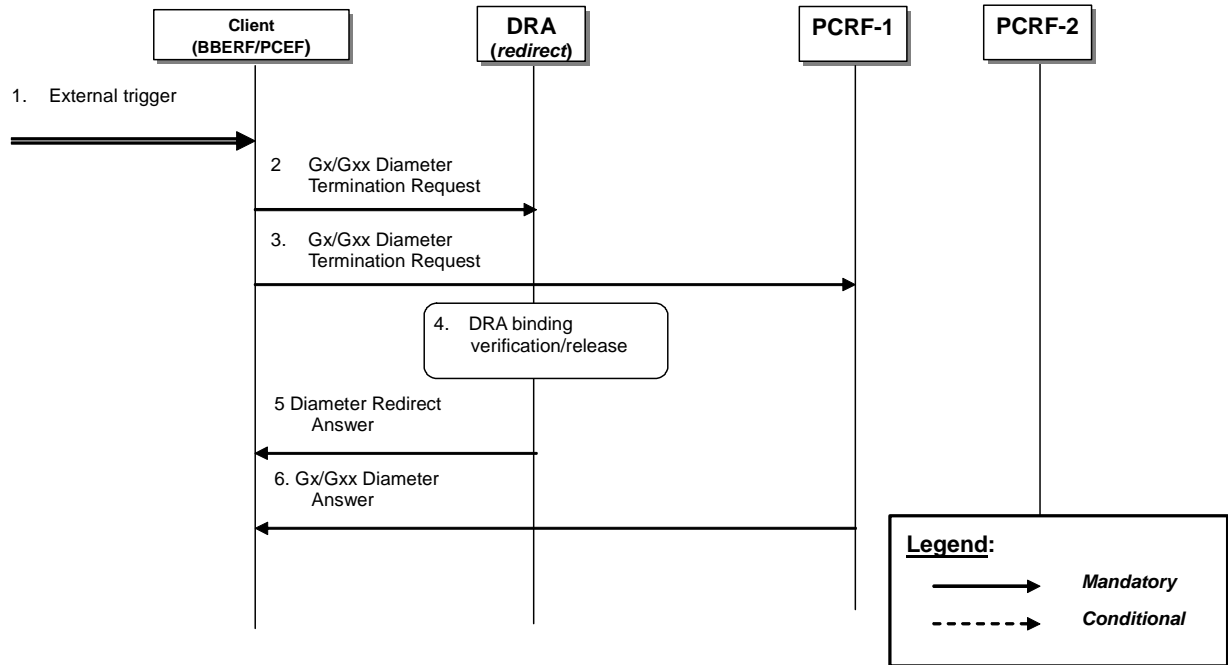 Client
(BBERF/PCEF)
DRA
(redirect)
PCRF-1
PCRF-2
1. External trigger
2 Gx/Gxx Diameter
Termination Request
3. Gx/Gxx Diameter
Termination Request
4. DRA binding
verification/release
5 Diameter Redirect
Answer
6. Gx/Gxx Diameter
Answer
Legend:
Mandatory
Conditional